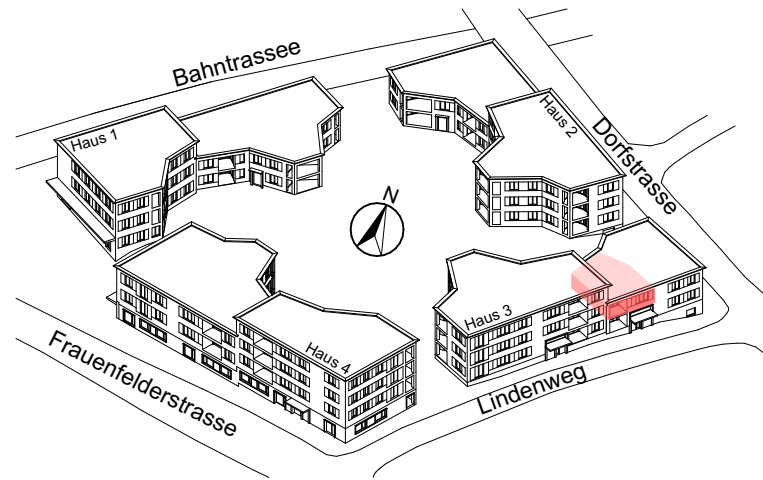 Bahntrassee
Haus 1
Haus 2
Dorfstrasse
N
Haus 3
Haus 4
Lindenweg
Frauenfelderstrasse